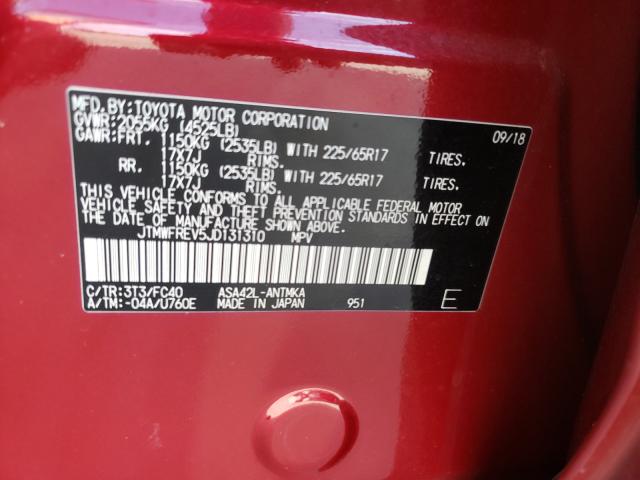 MFD.BY:TOYOTA MOTOR CORPORATION 09/18
GVWR:2055KG (4525LB)
GAWR:FRT. 1150KG (2535LB) WITH 225/65R17 TIRES.
17X7J RIMS.
RR. 1150KG (2535LB) WITH 225/65R17 TIRES.
17X7J RIMS.
THIS VEHICLE CONFORMS TO ALL APPLICABLE FEDERAL MOTOR
VEHICLE SAFETY AND THEFT PREVENTION STANDARDS IN EFFECT ON
THE DATE OF MANUFACTURE SHOWN ABOVE.
JTMWFREV5JD131310 MPV
C/TR:3T3/FC40 ASA42L-ANTMKA
A/TM:-04A/U760E MADE IN JAPAN 951 E